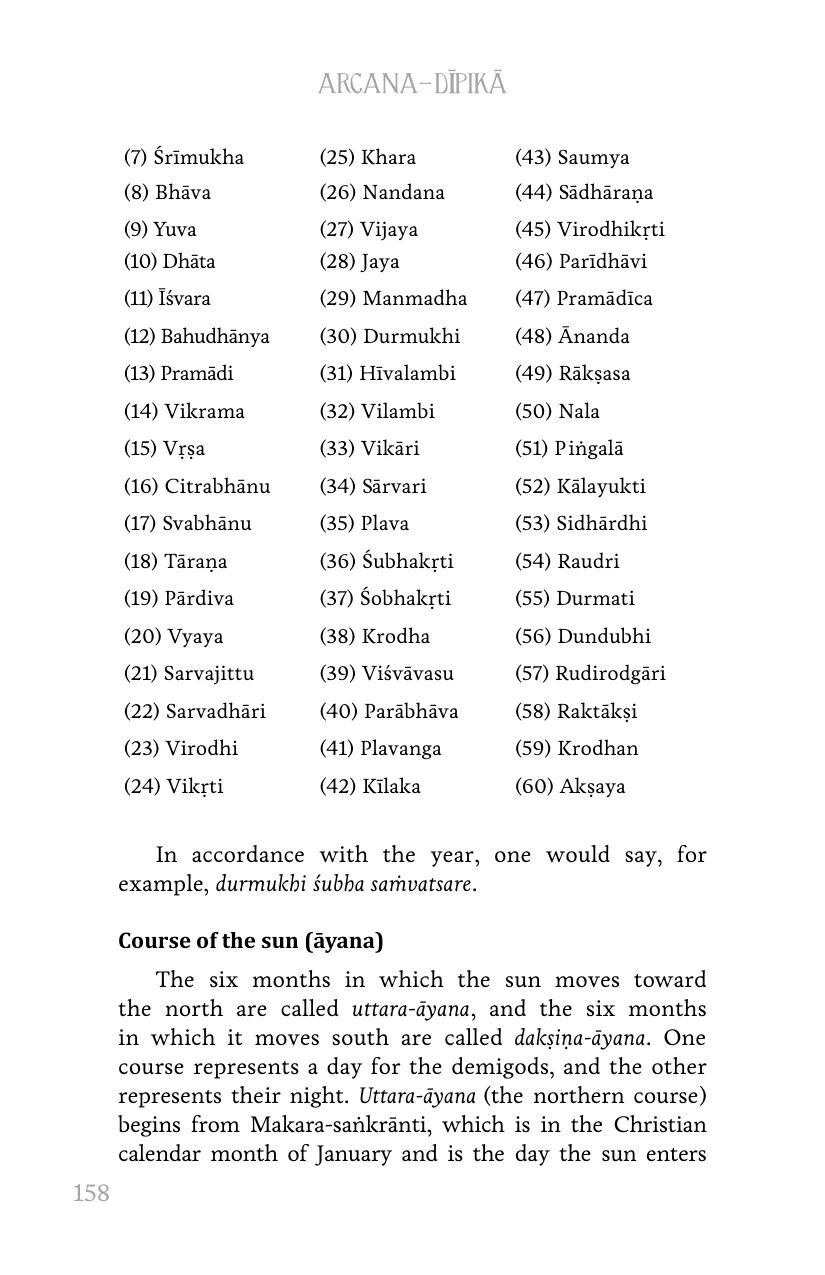 ARCANA–DĪPIKĀ
(7) Śrīmukha (25) Khara (43) Saumya
(8) Bhāva (26) Nandana (44) Sādhāraṇa
(9) Yuva (27) Vijaya (45) Virodhikṛti
(10) Dhāta (28) Jaya (46) Parīdhāvi
(11) Īśvara (29) Manmadha (47) Pramādīca
(12) Bahudhānya (30) Durmukhi (48) Ānanda
(13) Pramādi (31) Hīvalambi (49) Rākṣasa
(14) Vikrama (32) Vilambi (50) Nala
(15) Vṛṣa (33) Vikāri (51) Piṅgalā
(16) Citrabhānu (34) Sārvari (52) Kālayukti
(17) Svabhānu (35) Plava (53) Sidhārdhi
(18) Tāraṇa (36) Śubhakṛti (54) Raudri
(19) Pārdiva (37) Śobhakṛti (55) Durmati
(20) Vyaya (38) Krodha (56) Dundubhi
(21) Sarvajittu (39) Viśvāvasu (57) Rudirodgāri
(22) Sarvadhāri (40) Parābhāva (58) Raktākṣi
(23) Virodhi (41) Plavanga (59) Krodhan
(24) Vikṛti (42) Kīlaka (60) Akṣaya
In accordance with the year, one would say, for
example, durmukhi śubha saṁvatsare.
Course of the sun (āyana)
The six months in which the sun moves toward
the north are called uttara-āyana, and the six months
in which it moves south are called dakṣiṇa-āyana. One
course represents a day for the demigods, and the other
represents their night. Uttara-āyana (the northern course)
begins from Makara-saṅkrānti, which is in the Christian
calendar month of January and is the day the sun enters
158